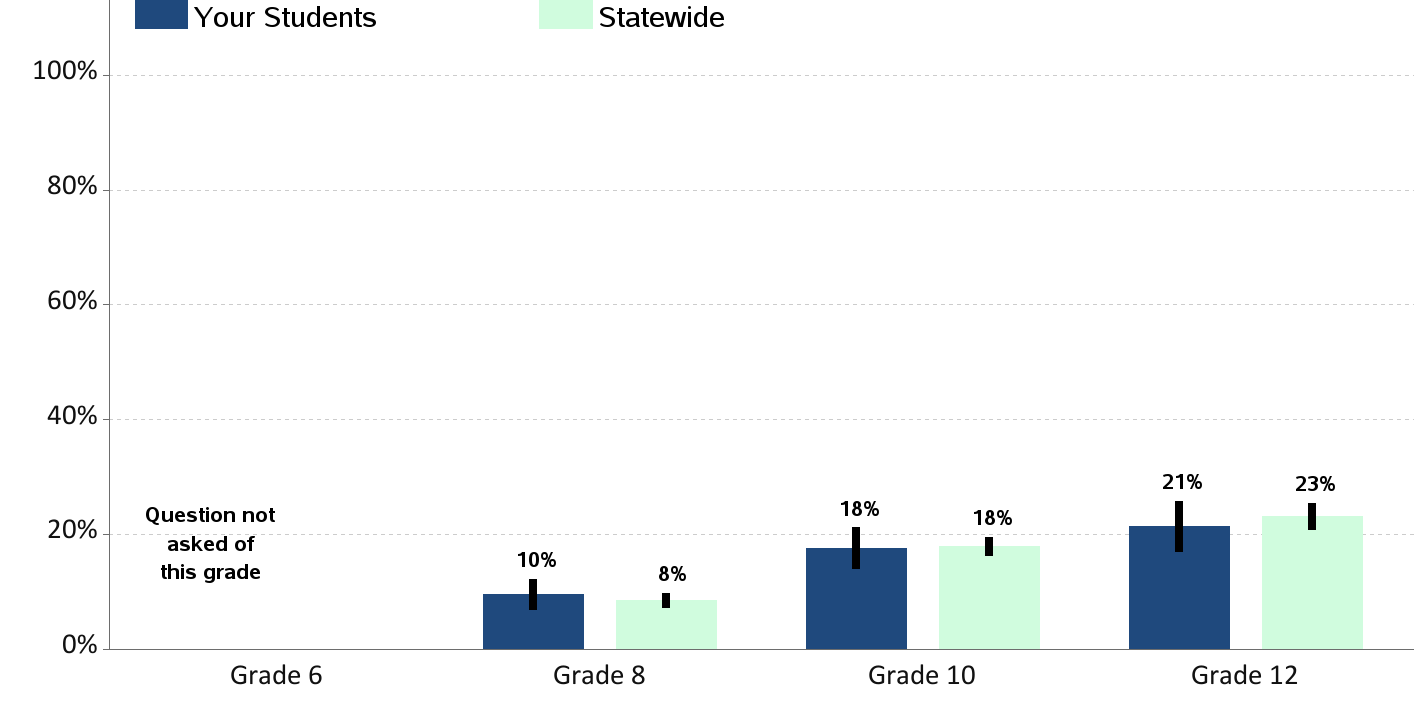 Your Students
Statewide
100%
80%
60%
40%
20%
0%
Question not
asked of
this grade
10%
8%
18%
18%
21%
23%
Grade 6
Grade 8
Grade 10
Grade 12